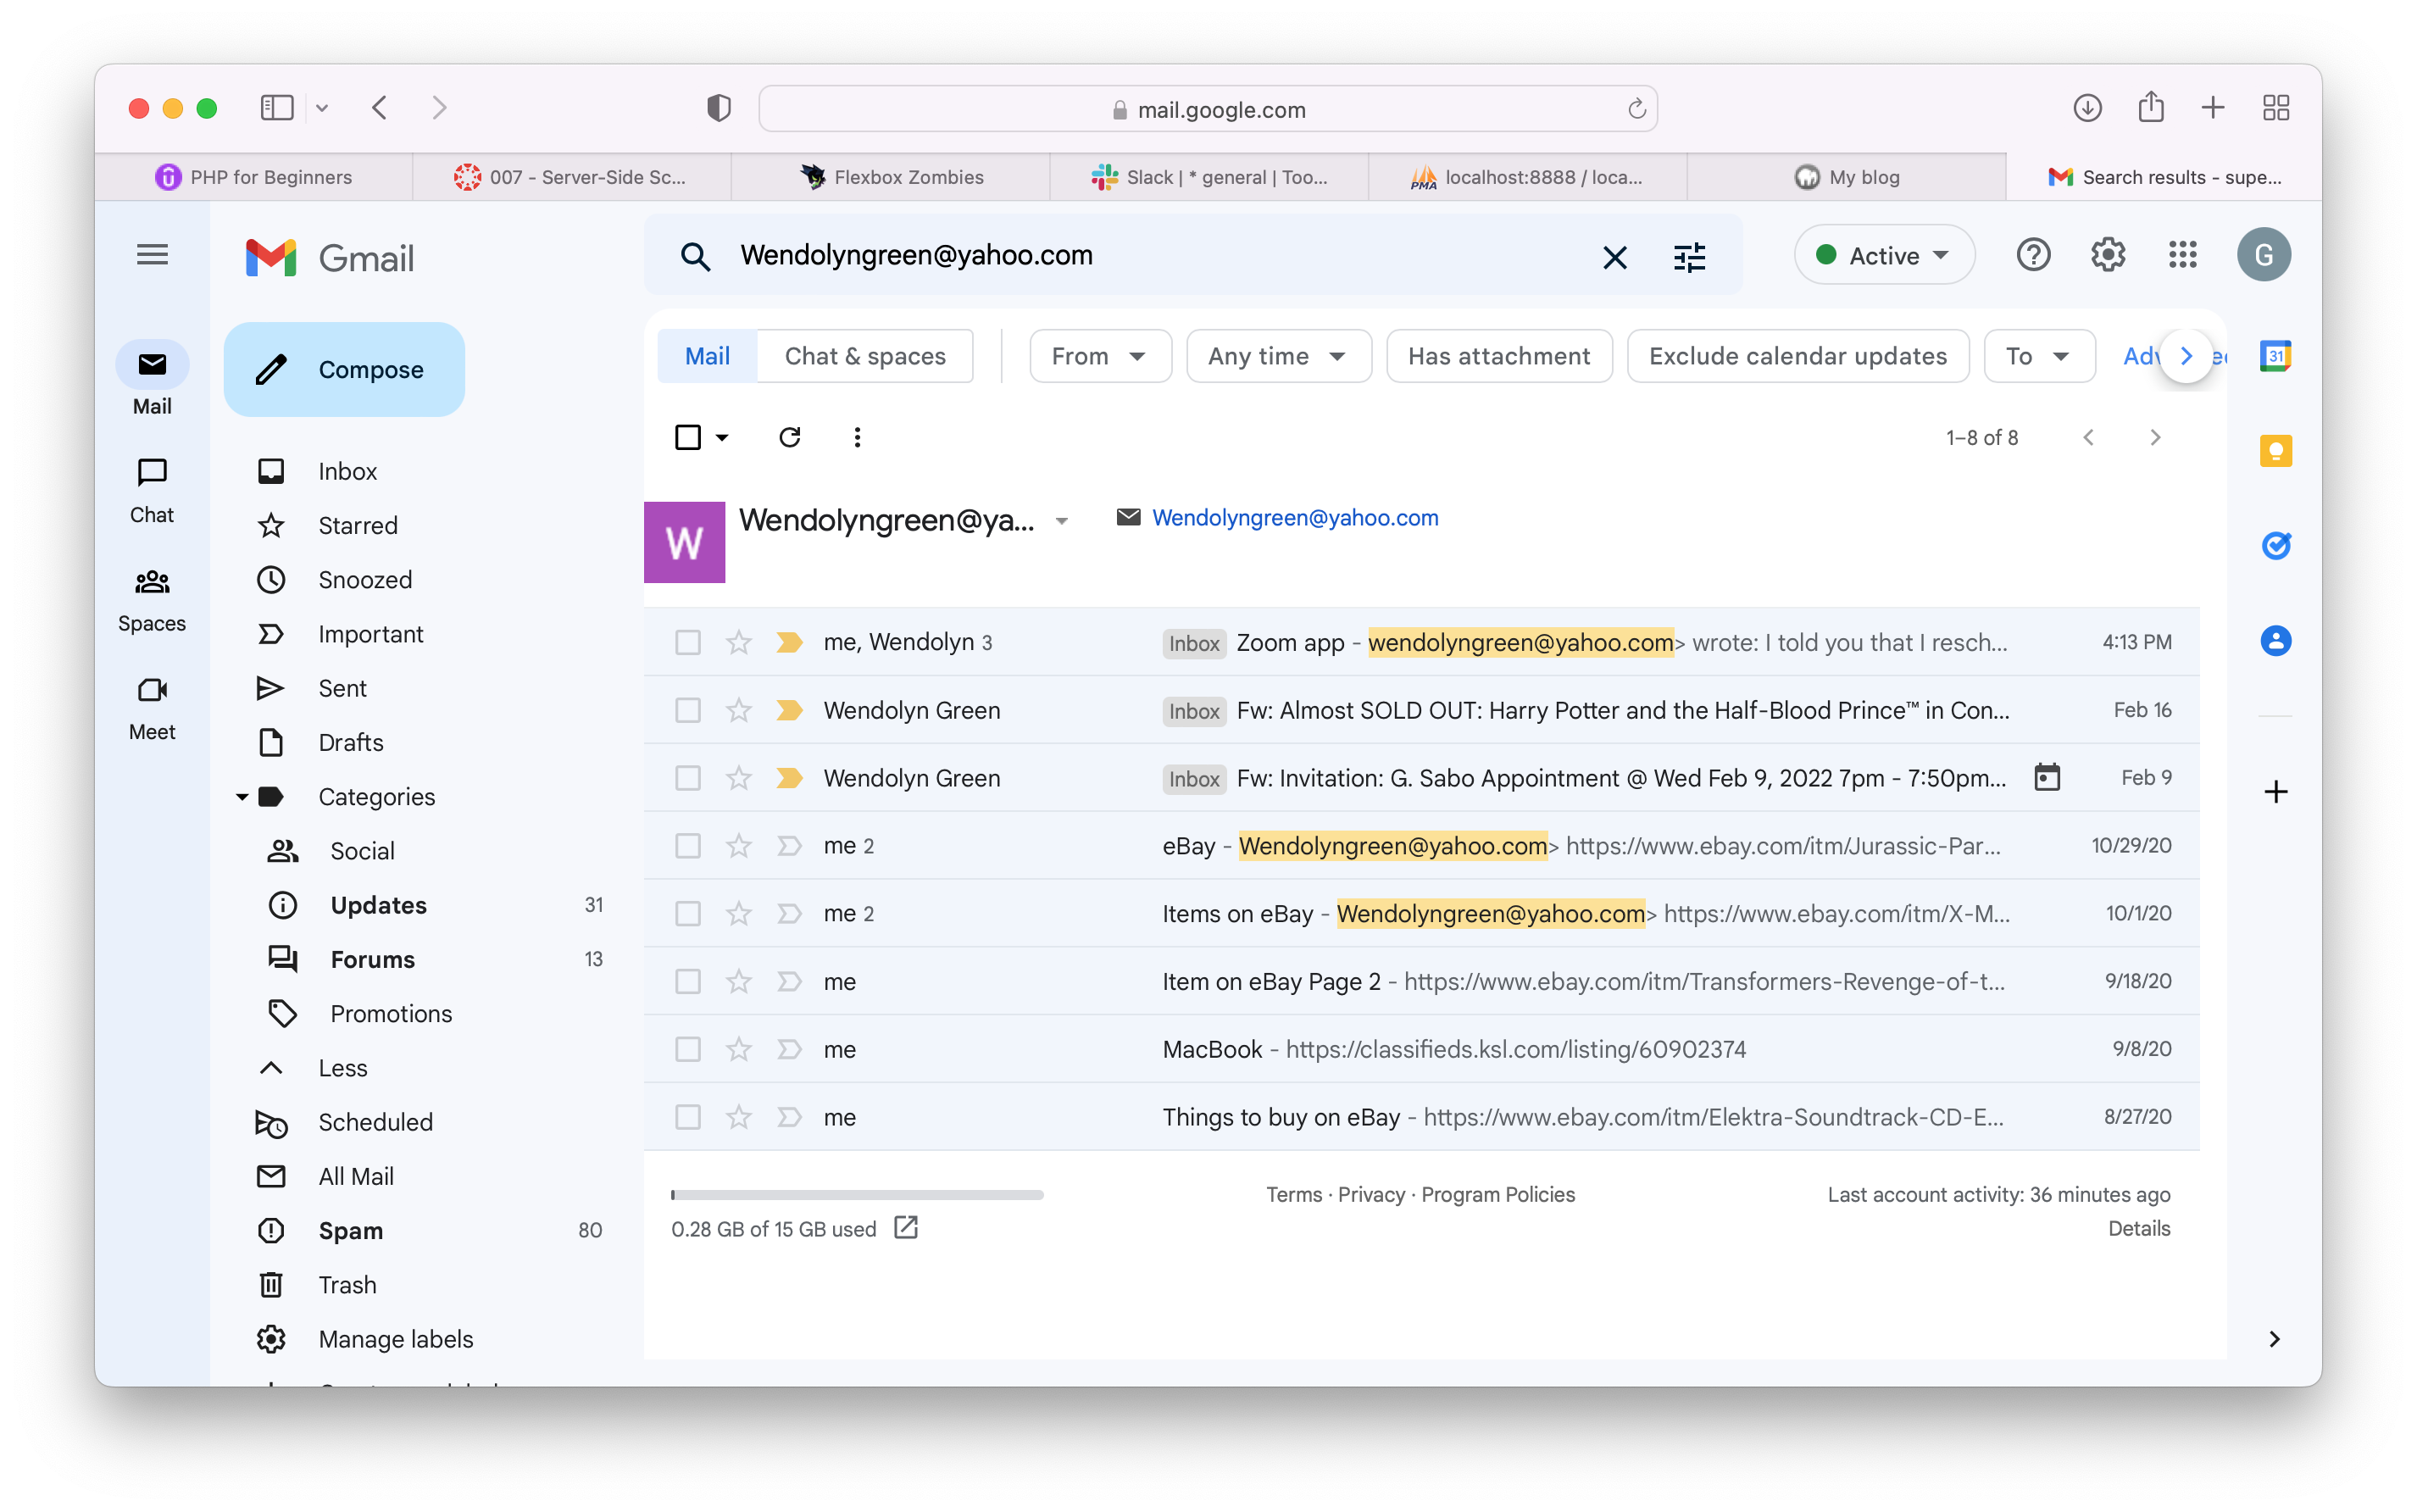 mail.google.com
PHP for Beginners
007 - Server-Side Sc...
Flexbox Zombies
Slack | * general | Too...
PMA
localhost:8888 / loca...
My blog
Search results - supe...
Gmail
Wendolyngreen@yahoo.com
Active
G
Compose
Mail
Chat
Spaces
Meet
Inbox
Starred
Snoozed
Important
Sent
Drafts
Categories
Social
Updates 31
Forums 13
Promotions
Less
Scheduled
All Mail
Spam 80
Trash
Manage labels
Mail
Chat & spaces
From
Any time
Has attachment
Exclude calendar updates
To
1–8 of 8
W
Wendolyngreen@ya...
Wendolyngreen@yahoo.com
me, Wendolyn 3 Inbox Zoom app - wendolyngreen@yahoo.com> wrote: I told you that I resch... 4:13 PM
Wendolyn Green Inbox Fw: Almost SOLD OUT: Harry Potter and the Half-Blood Prince™ in Con... Feb 16
Wendolyn Green Inbox Fw: Invitation: G. Sabo Appointment @ Wed Feb 9, 2022 7pm - 7:50pm... Feb 9
me 2 eBay - Wendolyngreen@yahoo.com> https://www.ebay.com/itm/Jurassic-Par... 10/29/20
me 2 Items on eBay - Wendolyngreen@yahoo.com> https://www.ebay.com/itm/X-M... 10/1/20
me Item on eBay Page 2 - https://www.ebay.com/itm/Transformers-Revenge-of-t... 9/18/20
me MacBook - https://classifieds.ksl.com/listing/60902374 9/8/20
me Things to buy on eBay - https://www.ebay.com/itm/Elektra-Soundtrack-CD-E... 8/27/20
0.28 GB of 15 GB used
Terms · Privacy · Program Policies
Last account activity: 36 minutes ago
Details
31